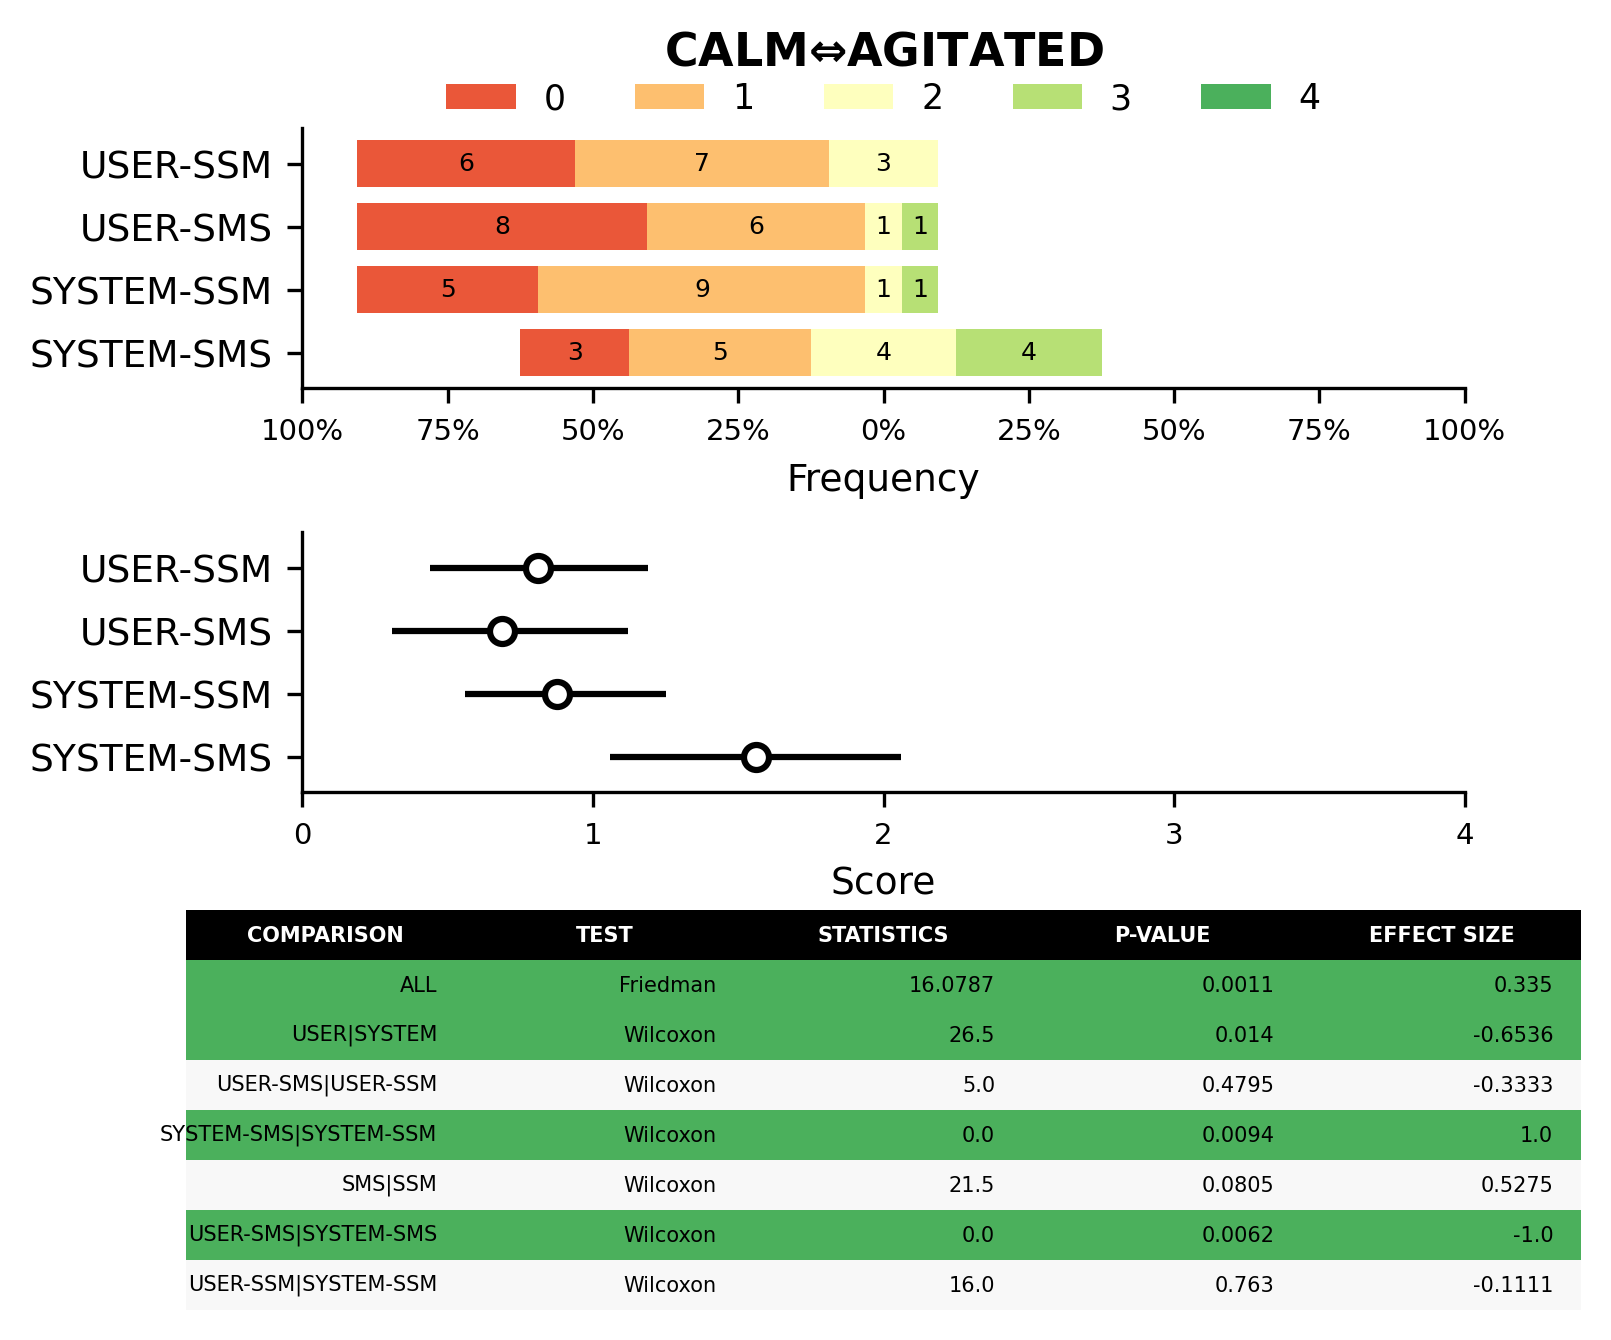 CALM⇔AGITATED
0 1 2 3 4
USER-SSM 6 7 3
USER-SMS 8 6 1 1
SYSTEM-SSM 5 9 1 1
SYSTEM-SMS 3 5 4 4
100% 75% 50% 25% 0% 25% 50% 75% 100%
Frequency
USER-SSM
USER-SMS
SYSTEM-SSM
SYSTEM-SMS
0 1 2 3 4
Score
COMPARISON TEST STATISTICS P-VALUE EFFECT SIZE
ALL Friedman 16.0787 0.0011 0.335
USER|SYSTEM Wilcoxon 26.5 0.014 -0.6536
USER-SMS|USER-SSM Wilcoxon 5.0 0.4795 -0.3333
SYSTEM-SMS|SYSTEM-SSM Wilcoxon 0.0 0.0094 1.0
SMS|SSM Wilcoxon 21.5 0.0805 0.5275
USER-SMS|SYSTEM-SMS Wilcoxon 0.0 0.0062 -1.0
USER-SSM|SYSTEM-SSM Wilcoxon 16.0 0.763 -0.1111